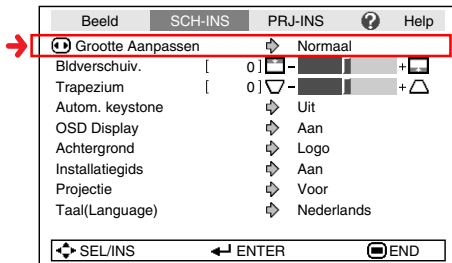 Beeld SCH-INS PRJ-INS ? Help
Grootte Aanpassen Normaal
Bldverschuiv. [ 0] - +
Trapezium [ 0] - +
Autom. keystone Uit
OSD Display Aan
Achtergrond Logo
Installatiegids Aan
Projectie Voor
Taal(Language) Nederlands
SEL/INS ENTER END